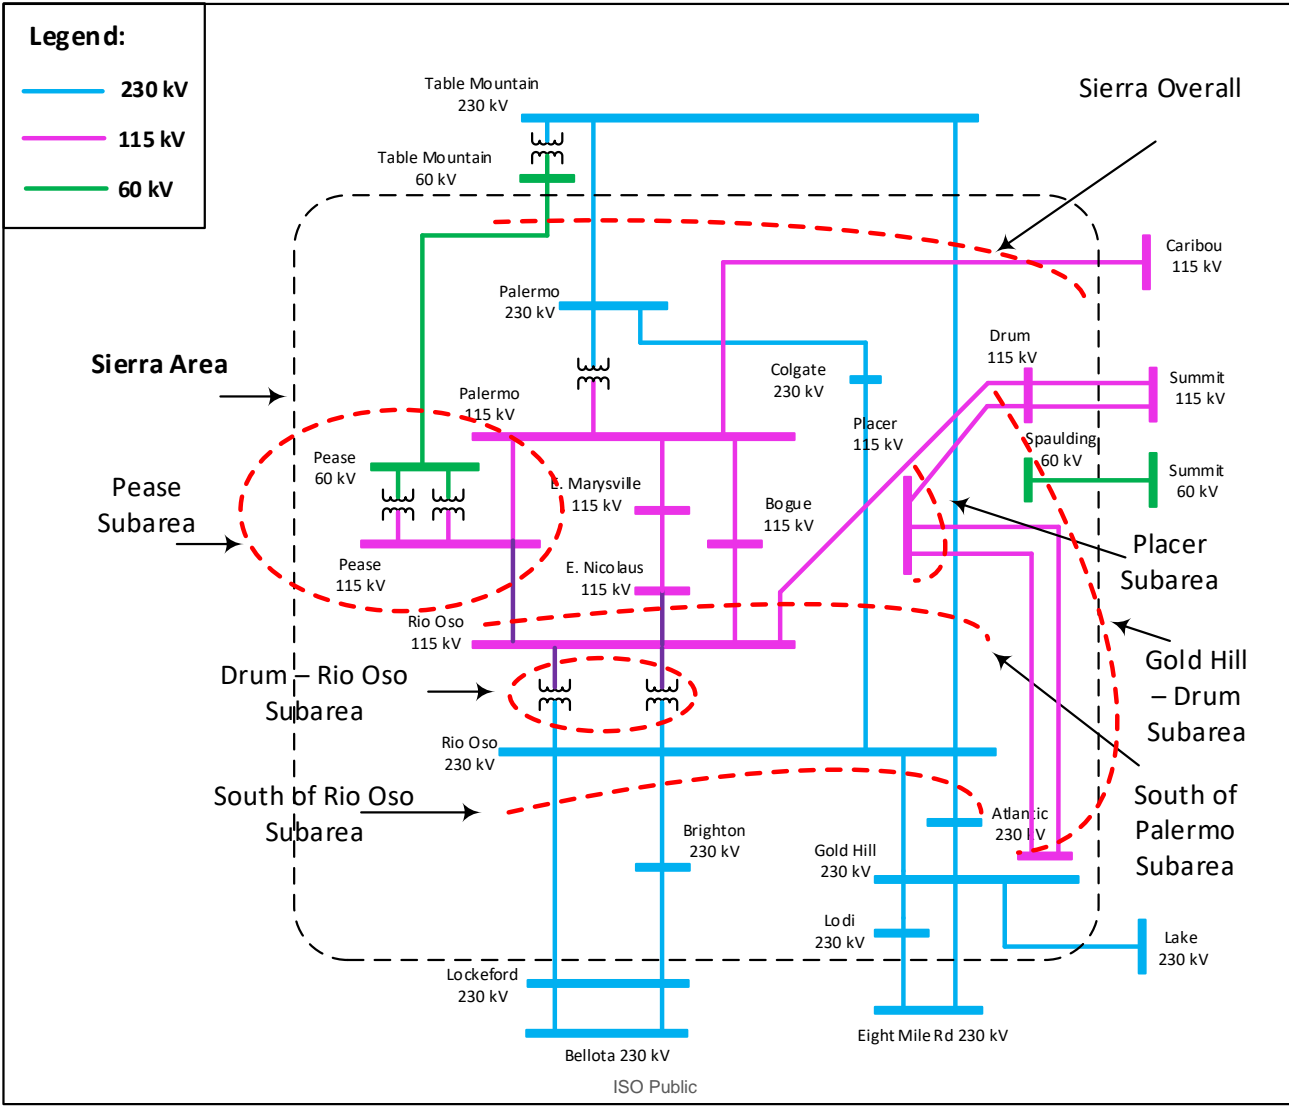 Legend:
230 kV
115 kV
60 kV
Table Mountain
230 kV
Sierra Overall
Table Mountain
60 kV
Caribou
115 kV
Palermo
230 kV
Drum
115 kV
Sierra Area
Colgate
230 kV
Summit
115 kV
Palermo
115 kV
Placer
115 kV
Spaulding
60 kV
Pease
60 kV
Summit
60 kV
Pease
Subarea
E. Marysville
115 kV
Bogue
115 kV
Placer
Subarea
Pease
115 kV
E. Nicolaus
115 kV
Rio Oso
115 kV
Gold Hill
– Drum
Subarea
Drum – Rio Oso
Subarea
Rio Oso
230 kV
South of Rio Oso
Subarea
South of
Palermo
Subarea
Atlantic
230 kV
Brighton
230 kV
Gold Hill
230 kV
Lodi
230 kV
Lake
230 kV
Lockeford
230 kV
Eight Mile Rd 230 kV
Bellota 230 kV
ISO Public